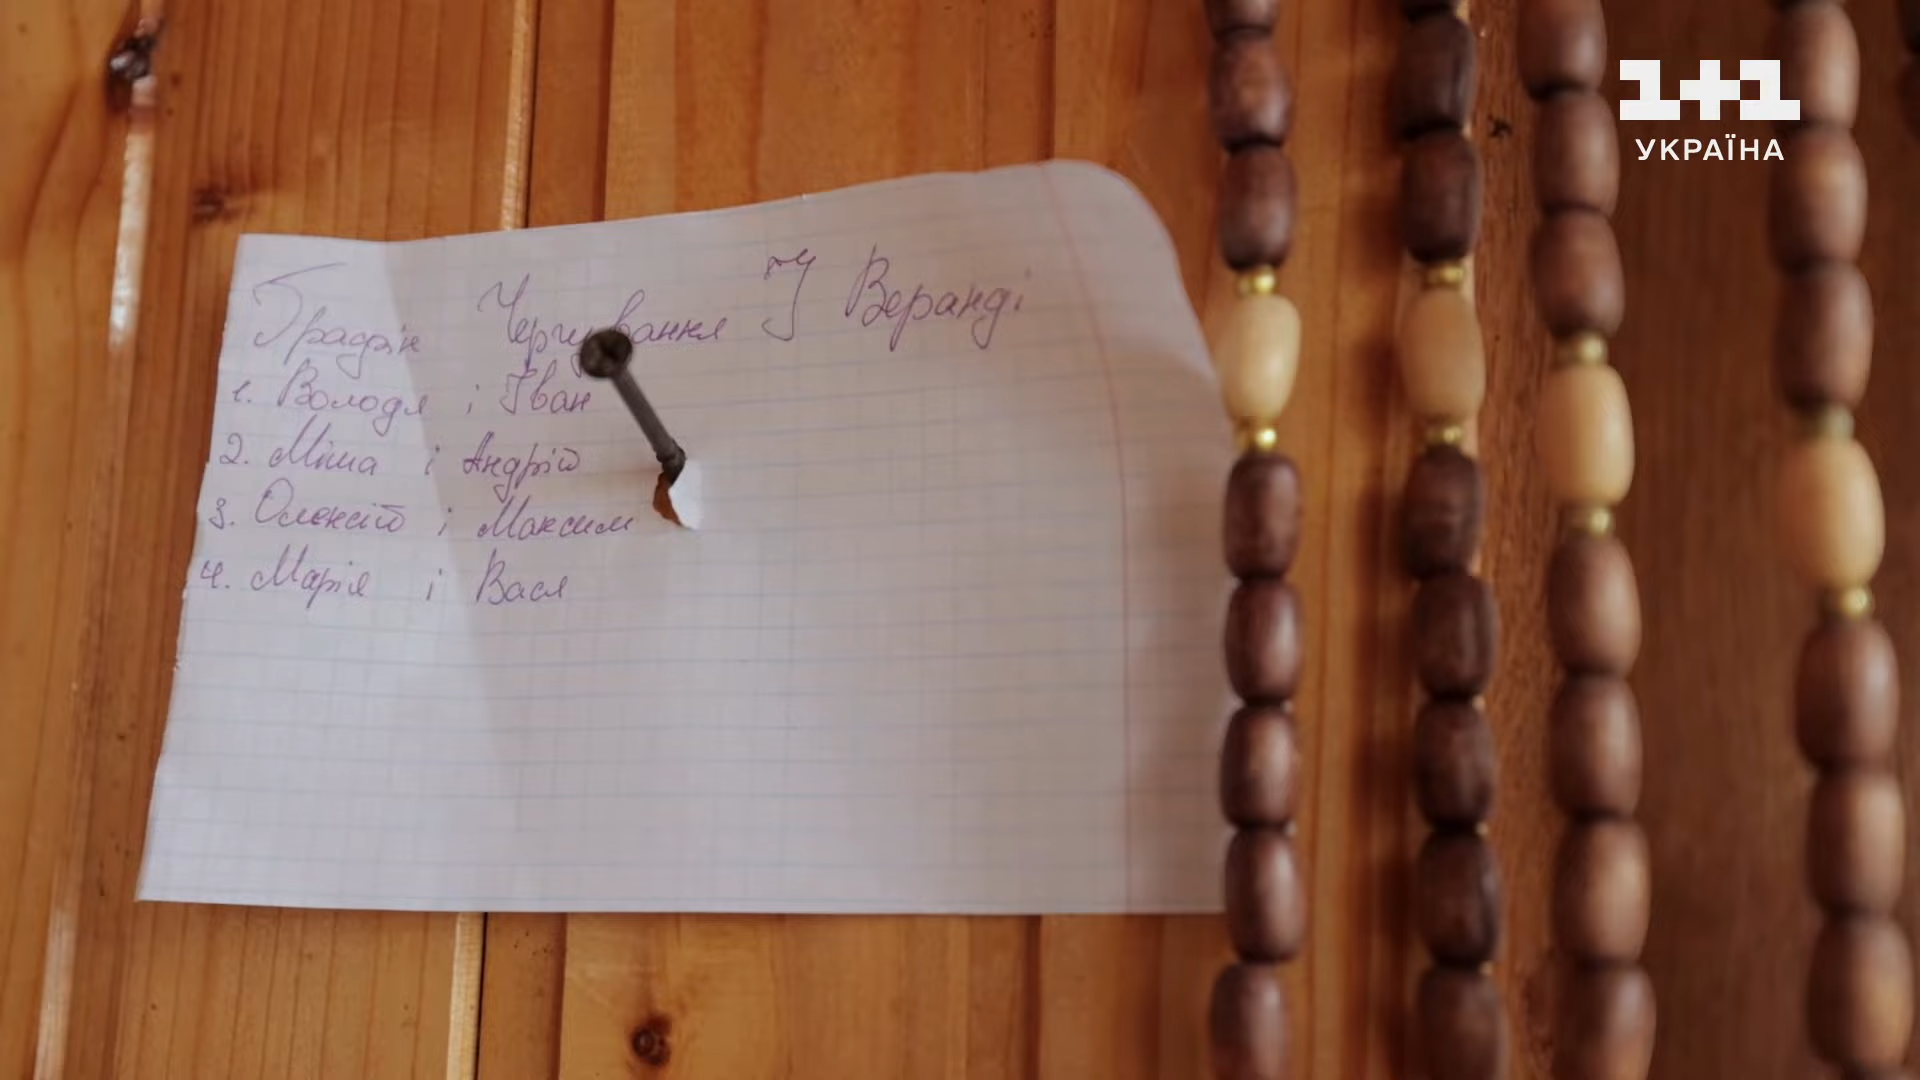 1+1
УКРАЇНА
Графік Чергування У Веранді
1. Володя і Іван
2. Міша і Андрій
3. Олексій і Максим
4. Марія і Вася